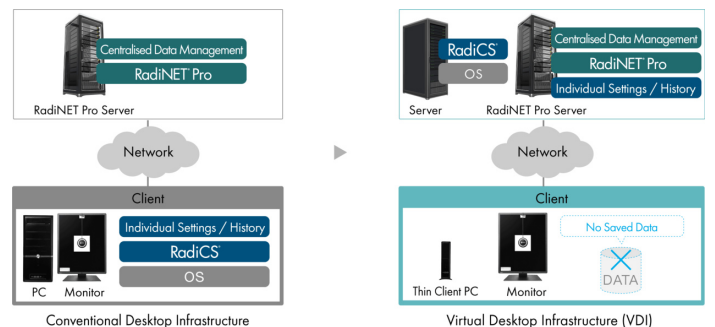 Centralised Data Management
RadiNET Pro
RadiNET Pro Server
Network
Client
Individual Settings / History
RadiCS
OS
PC
Monitor
Conventional Desktop Infrastructure
RadiCS
OS
Server
Centralised Data Management
RadiNET Pro
Individual Settings / History
RadiNET Pro Server
Network
Client
No Saved Data
DATA
Thin Client PC
Monitor
Virtual Desktop Infrastructure (VDI)